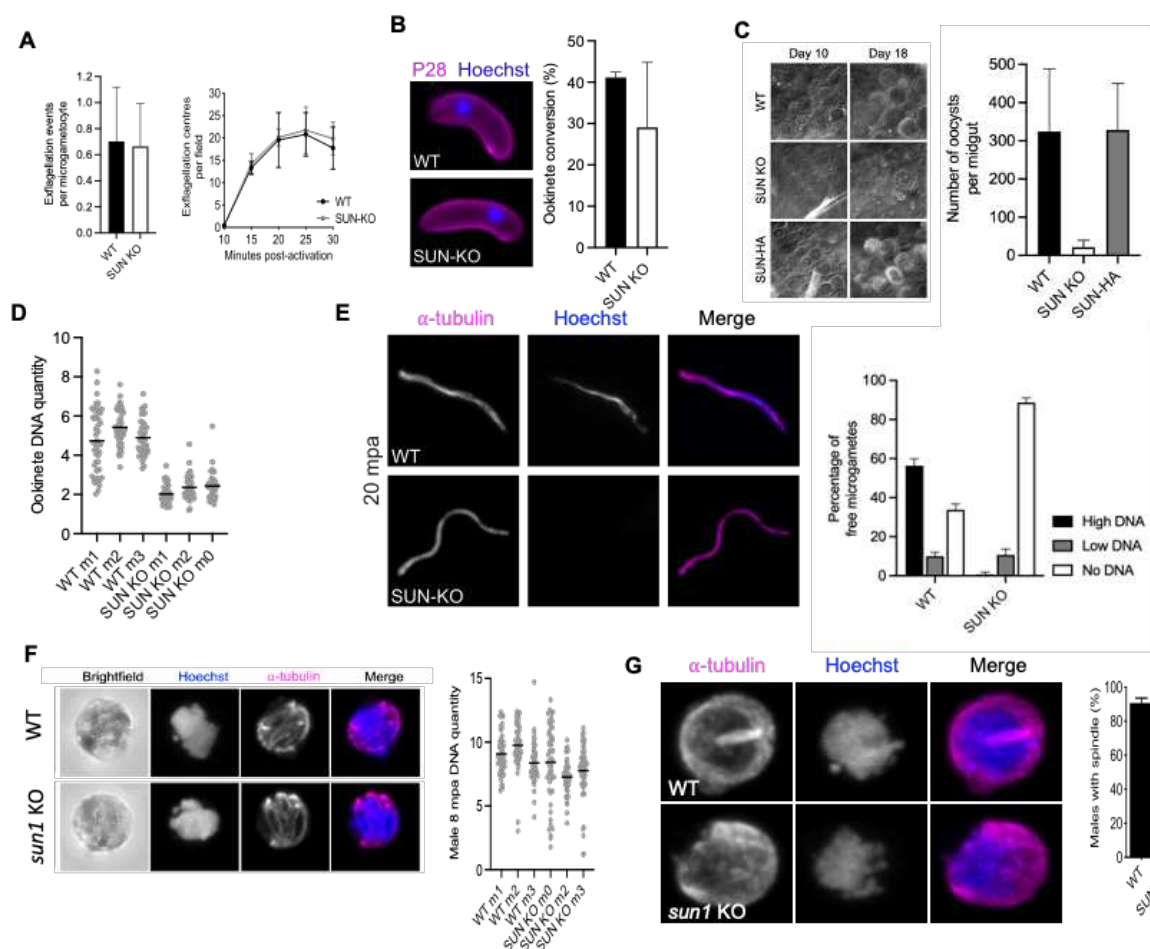 A
Exflagellation events
per microgametocyte
1.2
1.0
0.8
0.6
0.4
0.2
0.0
WT
SUN KO
Exflagellation centres
per field
35
30
25
20
15
10
5
0
10 15 20 25 30
Minutes post-activation
WT
SUN-KO
B
P28 Hoechst
WT
SUN-KO
Ookinete conversion (%)
50
40
30
20
10
0
WT
SUN KO
C
Day 10 Day 18
WT
SUN KO
SUN-HA
Number of oocysts
per midgut
500
400
300
200
100
0
WT
SUN KO
SUN-HA
D
Ookinete DNA quantity
10
8
6
4
2
0
WT m1
WT m2
WT m3
SUN KO m1
SUN KO m2
SUN KO m0
E
α-tubulin Hoechst Merge
20 mpa
WT
SUN-KO
Percentage of
free microgametes
100
80
60
40
20
0
WT
SUN KO
High DNA
Low DNA
No DNA
F
Brightfield Hoechst α-tubulin Merge
WT
sun1 KO
Male 8 mpa DNA quantity
15
10
5
0
WT m1
WT m2
WT m3
SUN KO m0
SUN KO m2
SUN KO m3
G
α-tubulin Hoechst Merge
WT
sun1 KO
Males with spindle (%)
100
80
60
40
20
0
WT
SUN